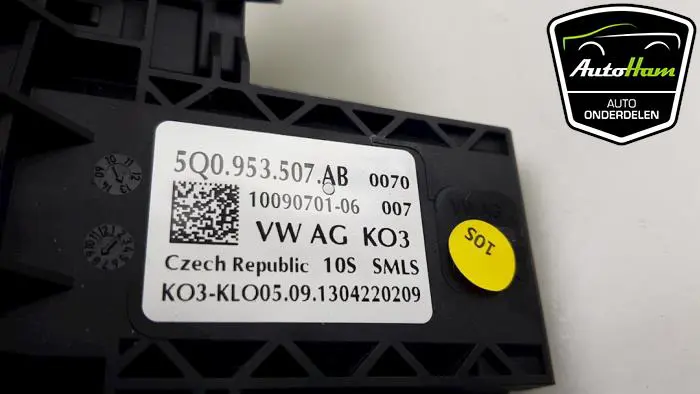 AutoHam
AUTO
ONDERDELEN
5Q0.953.507.AB 0070
10090701-06 007
VW AG KO3
Czech Republic 10S SMLS
KO3-KLO05.09.1304220209
10S